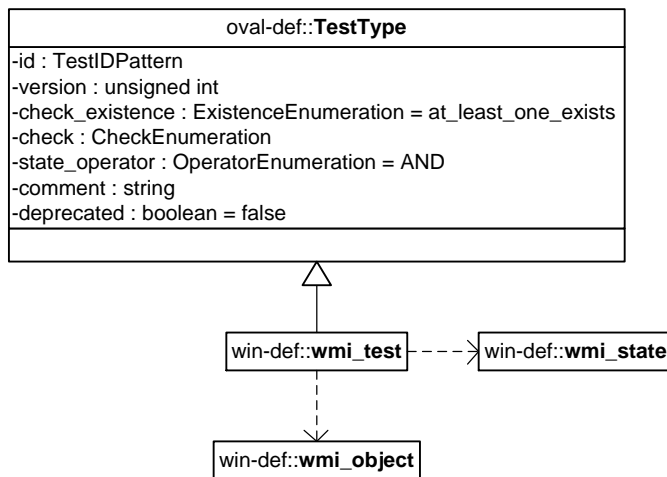 oval-def::TestType
-id : TestIDPattern
-version : unsigned int
-check_existence : ExistenceEnumeration = at_least_one_exists
-check : CheckEnumeration
-state_operator : OperatorEnumeration = AND
-comment : string
-deprecated : boolean = false
win-def::wmi_test
win-def::wmi_state
win-def::wmi_object